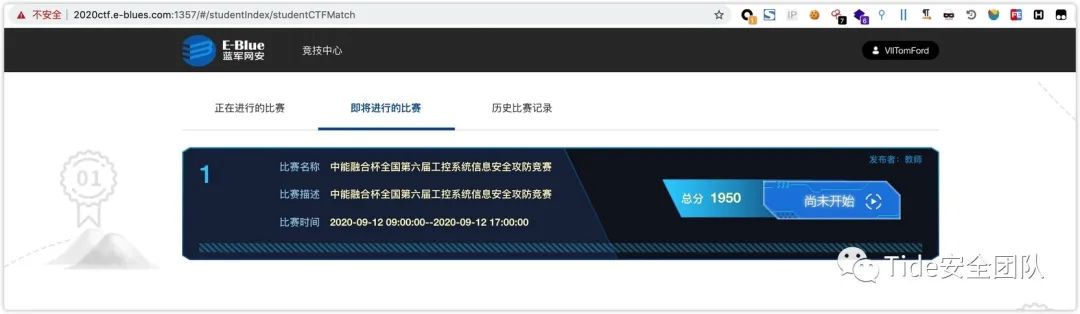 不安全 | 2020ctf.e-blues.com:1357/#/studentIndex/studentCTFMatch
E-Blue
蓝军网安
竞技中心
VIITomFord
正在进行的比赛
即将进行的比赛
历史比赛记录
01
1
比赛名称 中能融合杯全国第六届工控系统信息安全攻防竞赛
发布者：教师
比赛描述 中能融合杯全国第六届工控系统信息安全攻防竞赛
总分 1950
尚未开始
比赛时间 2020-09-12 09:00:00--2020-09-12 17:00:00
Tide安全团队